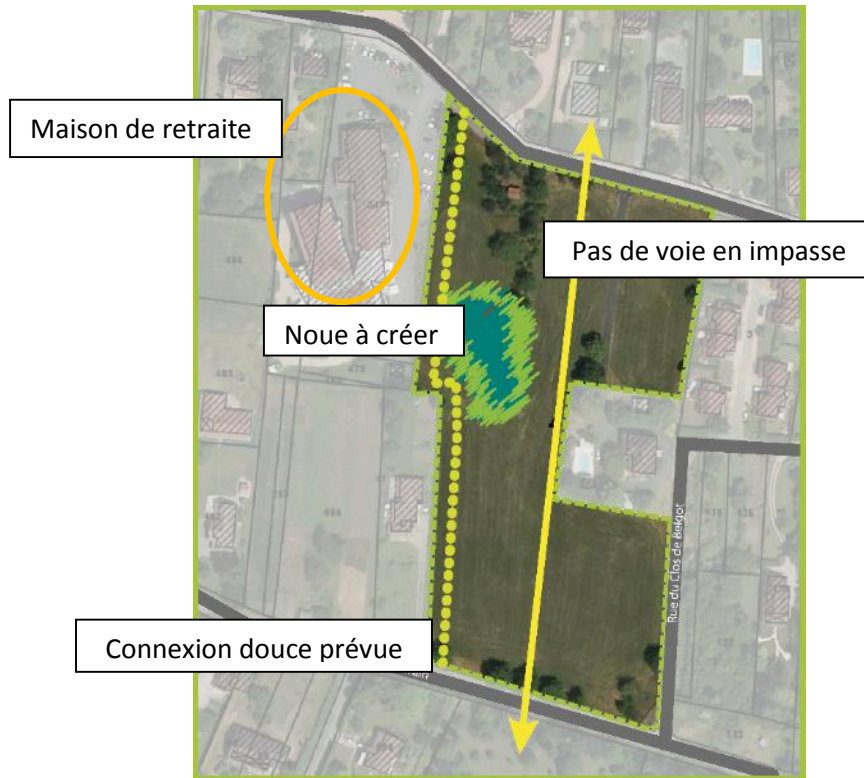 Maison de retraite
Pas de voie en impasse
Noue à créer
Connexion douce prévue
Rue du Clos de Belgot